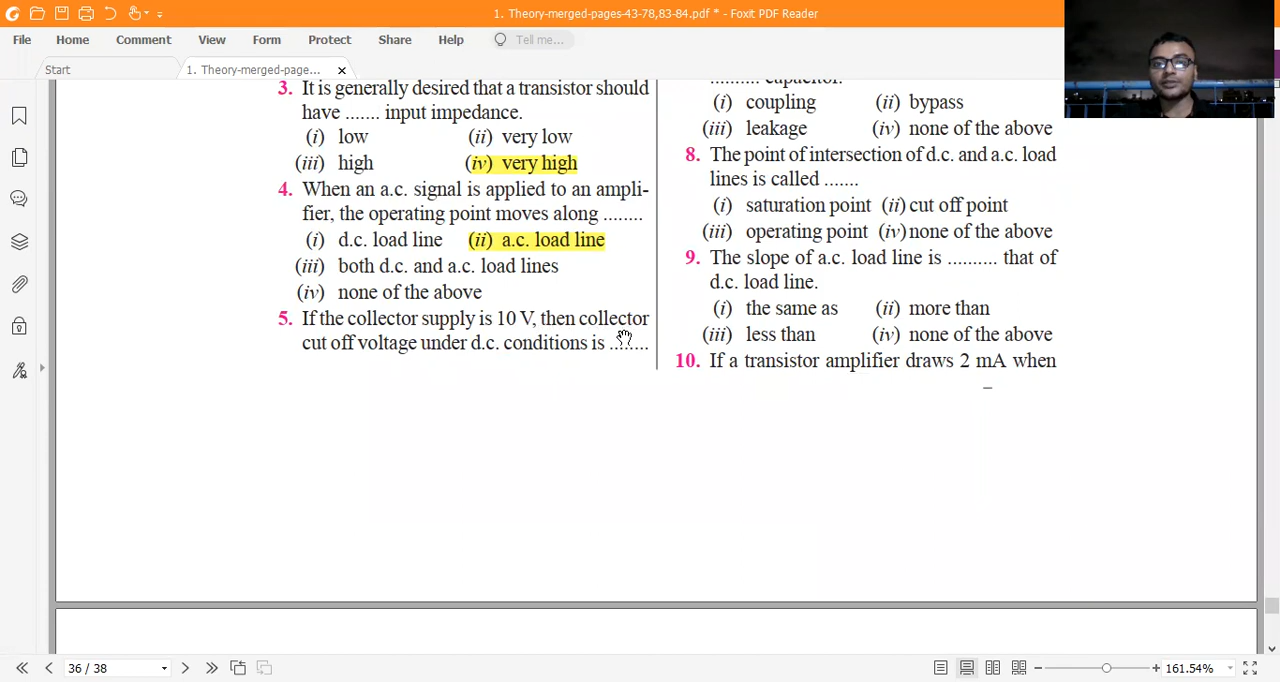 1. Theory-merged-pages-43-78,83-84.pdf * - Foxit PDF Reader
File Home Comment View Form Protect Share Help Tell me...
Start
1. Theory-merged-page...
3. It is generally desired that a transistor should
have ....... input impedance.
(i) low (ii) very low
(iii) high (iv) very high
4. When an a.c. signal is applied to an ampli-
fier, the operating point moves along ........
(i) d.c. load line (ii) a.c. load line
(iii) both d.c. and a.c. load lines
(iv) none of the above
5. If the collector supply is 10 V, then collector
cut off voltage under d.c. conditions is ........
.......... capacitor.
(i) coupling (ii) bypass
(iii) leakage (iv) none of the above
8. The point of intersection of d.c. and a.c. load
lines is called .......
(i) saturation point (ii) cut off point
(iii) operating point (iv) none of the above
9. The slope of a.c. load line is .......... that of
d.c. load line.
(i) the same as (ii) more than
(iii) less than (iv) none of the above
10. If a transistor amplifier draws 2 mA when
36 / 38
161.54%